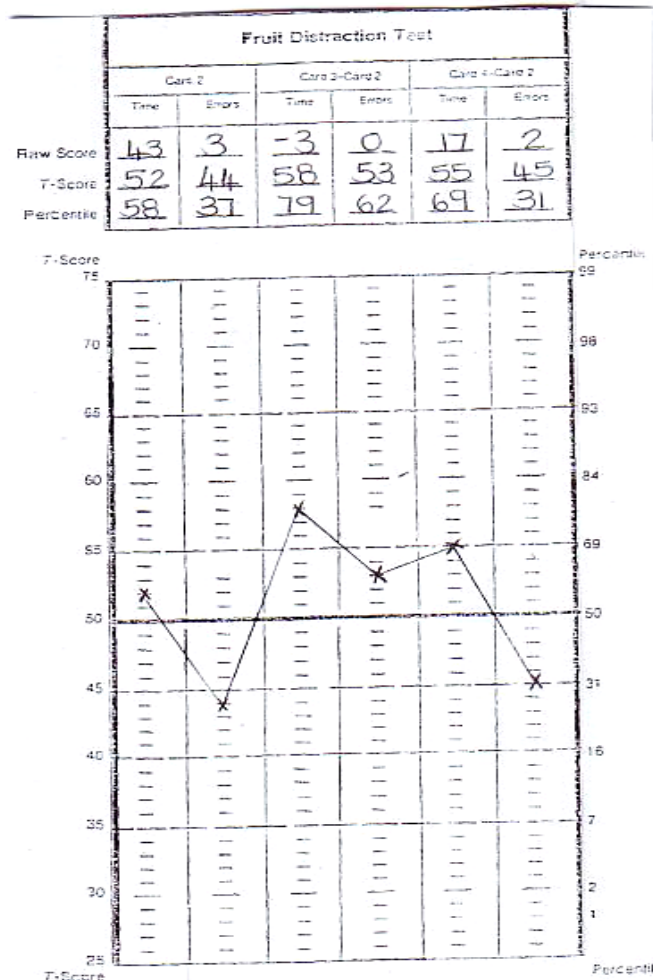 Fruit Distraction Test
Card 2 Card 3-Card 2 Card 4-Card 2
Time Errors Time Errors Time Errors
Raw Score 43 3 -3 0 17 2
T-Score 52 44 58 53 55 45
Percentile 58 37 79 62 69 31
T-Score Percentile
75 99
70 98
65 93
60 84
55 69
50 50
45 31
40 16
35 7
30 2
1
25
T-Score Percentile